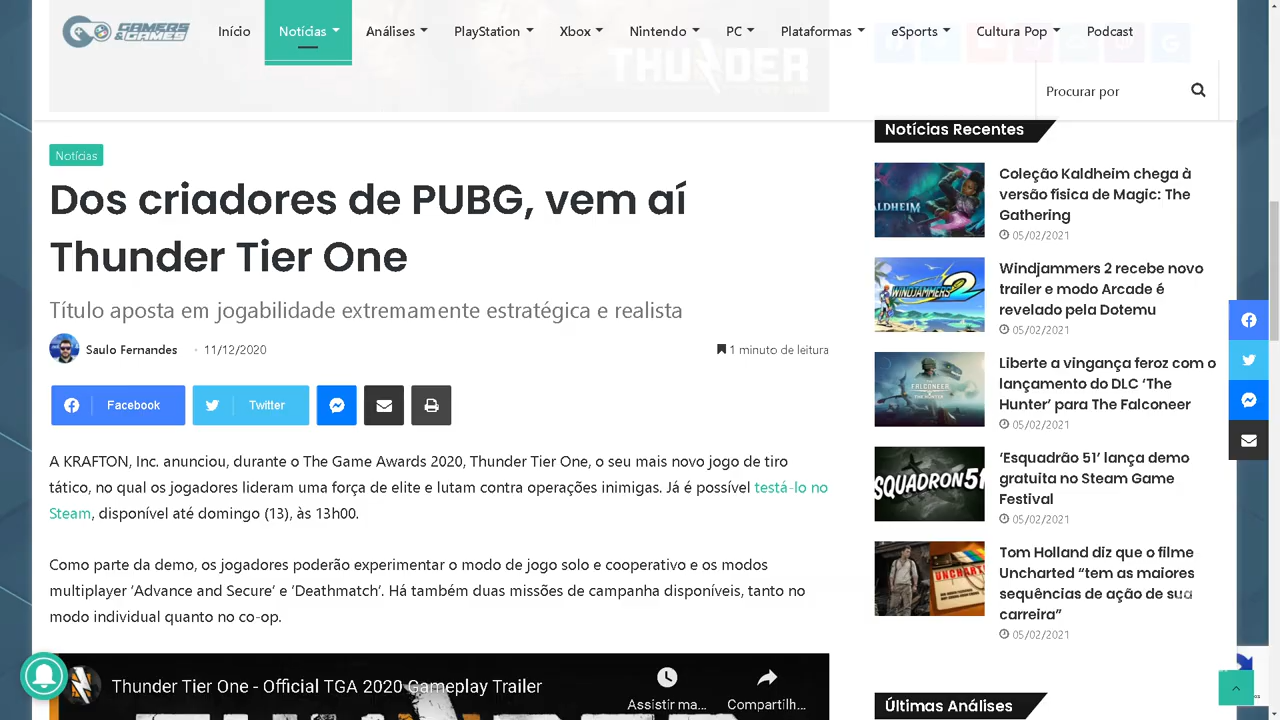 GAMERS
&GAMES
Início
Notícias
Análises
PlayStation
Xbox
Nintendo
PC
Plataformas
eSports
Cultura Pop
Podcast
THUNDER
Procurar por
Notícias
Dos criadores de PUBG, vem aí
Thunder Tier One
Título aposta em jogabilidade extremamente estratégica e realista
Saulo Fernandes
11/12/2020
1 minuto de leitura
Facebook
Twitter
A KRAFTON, Inc. anunciou, durante o The Game Awards 2020, Thunder Tier One, o seu mais novo jogo de tiro
tático, no qual os jogadores lideram uma força de elite e lutam contra operações inimigas. Já é possível testá-lo no
Steam, disponível até domingo (13), às 13h00.
Como parte da demo, os jogadores poderão experimentar o modo de jogo solo e cooperativo e os modos
multiplayer ‘Advance and Secure’ e ‘Deathmatch’. Há também duas missões de campanha disponíveis, tanto no
modo individual quanto no co-op.
Thunder Tier One - Official TGA 2020 Gameplay Trailer
Assistir ma...
Compartilh...
Notícias Recentes
ALDHEIM
Coleção Kaldheim chega à
versão física de Magic: The
Gathering
05/02/2021
WINDJAMMERS 2
Windjammers 2 recebe novo
trailer e modo Arcade é
revelado pela Dotemu
05/02/2021
FALCONEER
THE HUNTER
Liberte a vingança feroz com o
lançamento do DLC ‘The
Hunter’ para The Falconeer
05/02/2021
SQUADRON 51
‘Esquadrão 51’ lança demo
gratuita no Steam Game
Festival
05/02/2021
UNCHARTED
Tom Holland diz que o filme
Uncharted “tem as maiores
sequências de ação de sua
carreira”
05/02/2021
Últimas Análises